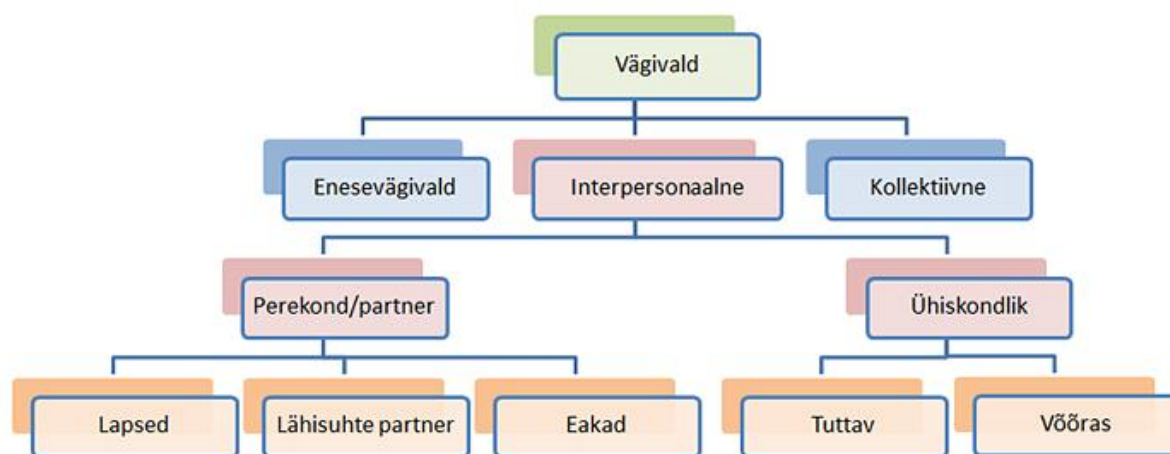 Vägivald
Enesevägivald
Interpersonaalne
Kollektiivne
Perekond/partner
Ühiskondlik
Lapsed
Lähisuhte partner
Eakad
Tuttav
Võõras